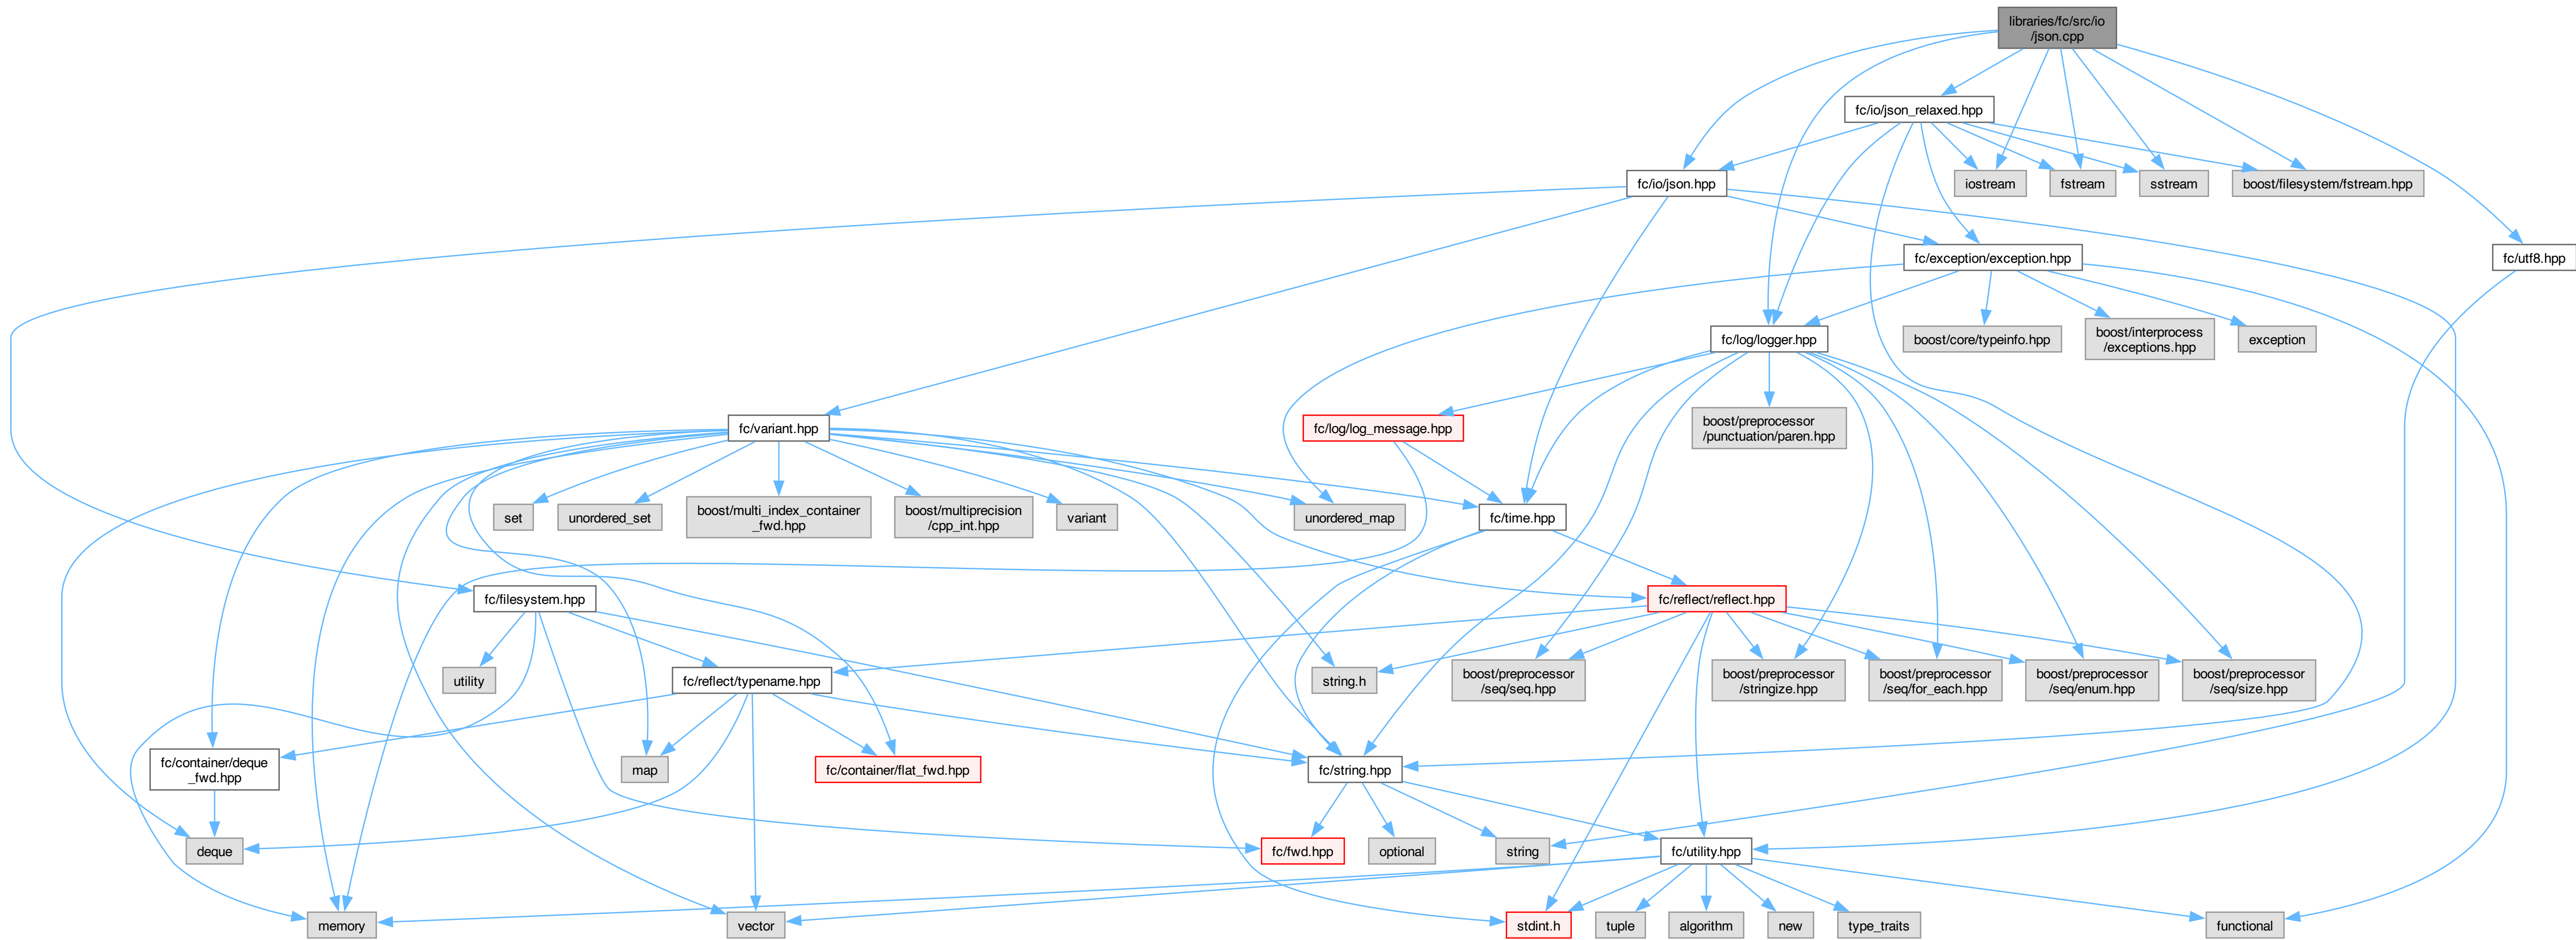 libraries/fc/src/io
/json.cpp
fc/io/json_relaxed.hpp
fc/io/json.hpp
iostream
fstream
sstream
boost/filesystem/fstream.hpp
fc/exception/exception.hpp
fc/utf8.hpp
fc/log/logger.hpp
boost/core/typeinfo.hpp
boost/interprocess
/exceptions.hpp
exception
fc/variant.hpp
fc/log/log_message.hpp
boost/preprocessor
/punctuation/paren.hpp
set
unordered_set
boost/multi_index_container
_fwd.hpp
boost/multiprecision
/cpp_int.hpp
variant
unordered_map
fc/time.hpp
fc/filesystem.hpp
fc/reflect/reflect.hpp
utility
fc/reflect/typename.hpp
string.h
boost/preprocessor
/seq/seq.hpp
boost/preprocessor
/stringize.hpp
boost/preprocessor
/seq/for_each.hpp
boost/preprocessor
/seq/enum.hpp
boost/preprocessor
/seq/size.hpp
fc/container/deque
_fwd.hpp
map
fc/container/flat_fwd.hpp
fc/string.hpp
deque
fc/fwd.hpp
optional
string
fc/utility.hpp
memory
vector
stdint.h
tuple
algorithm
new
type_traits
functional